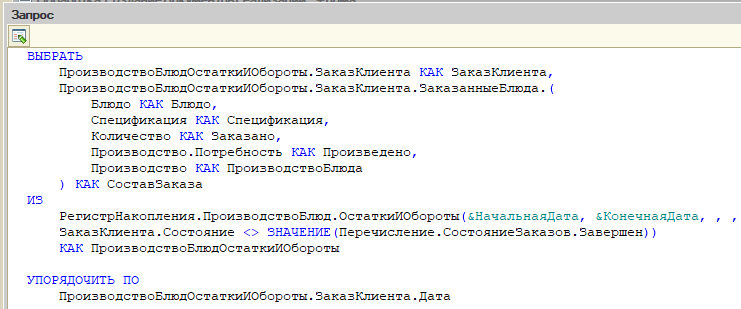 Запрос
ВЫБРАТЬ
ПроизводствоБлюдОстаткиИОбороты.ЗаказКлиента КАК ЗаказКлиента,
ПроизводствоБлюдОстаткиИОбороты.ЗаказКлиента.ЗаказанныеБлюда.(
Блюдо КАК Блюдо,
Спецификация КАК Спецификация,
Количество КАК Заказано,
Производство.Потребность КАК Произведено,
Производство КАК ПроизводствоБлюда
) КАК СоставЗаказа
ИЗ
РегистрНакопления.ПроизводствоБлюд.ОстаткиИОбороты(&НачальнаяДата, &КонечнаяДата, , ,
ЗаказКлиента.Состояние <> ЗНАЧЕНИЕ(Перечисление.СостояниеЗаказов.Завершен))
КАК ПроизводствоБлюдОстаткиИОбороты
УПОРЯДОЧИТЬ ПО
ПроизводствоБлюдОстаткиИОбороты.ЗаказКлиента.Дата